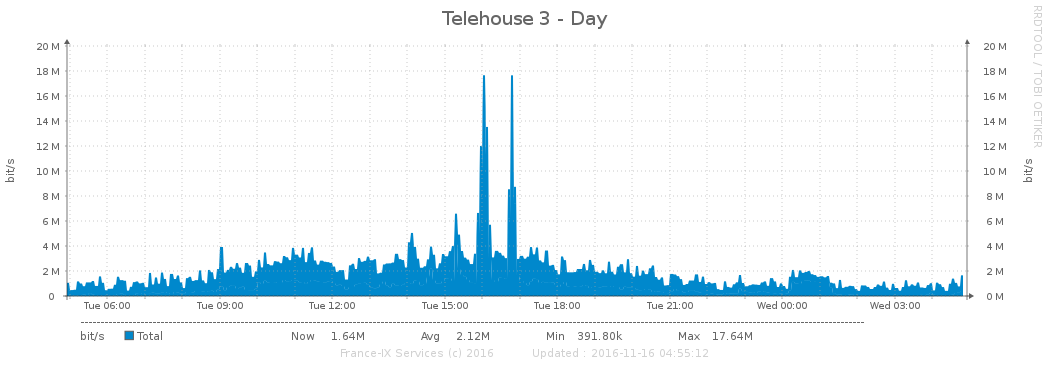 Telehouse 3 - Day
RRDTOOL / TOBI OETIKER
bit/s
bit/s
20 M 20 M
18 M 18 M
16 M 16 M
14 M 14 M
12 M 12 M
10 M 10 M
8 M 8 M
6 M 6 M
4 M 4 M
2 M 2 M
0 0 M
Tue 06:00 Tue 09:00 Tue 12:00 Tue 15:00 Tue 18:00 Tue 21:00 Wed 00:00 Wed 03:00
bit/s Total Now 1.64M Avg 2.12M Min 391.80k Max 17.64M
France-IX Services (c) 2016 Updated : 2016-11-16 04:55:12